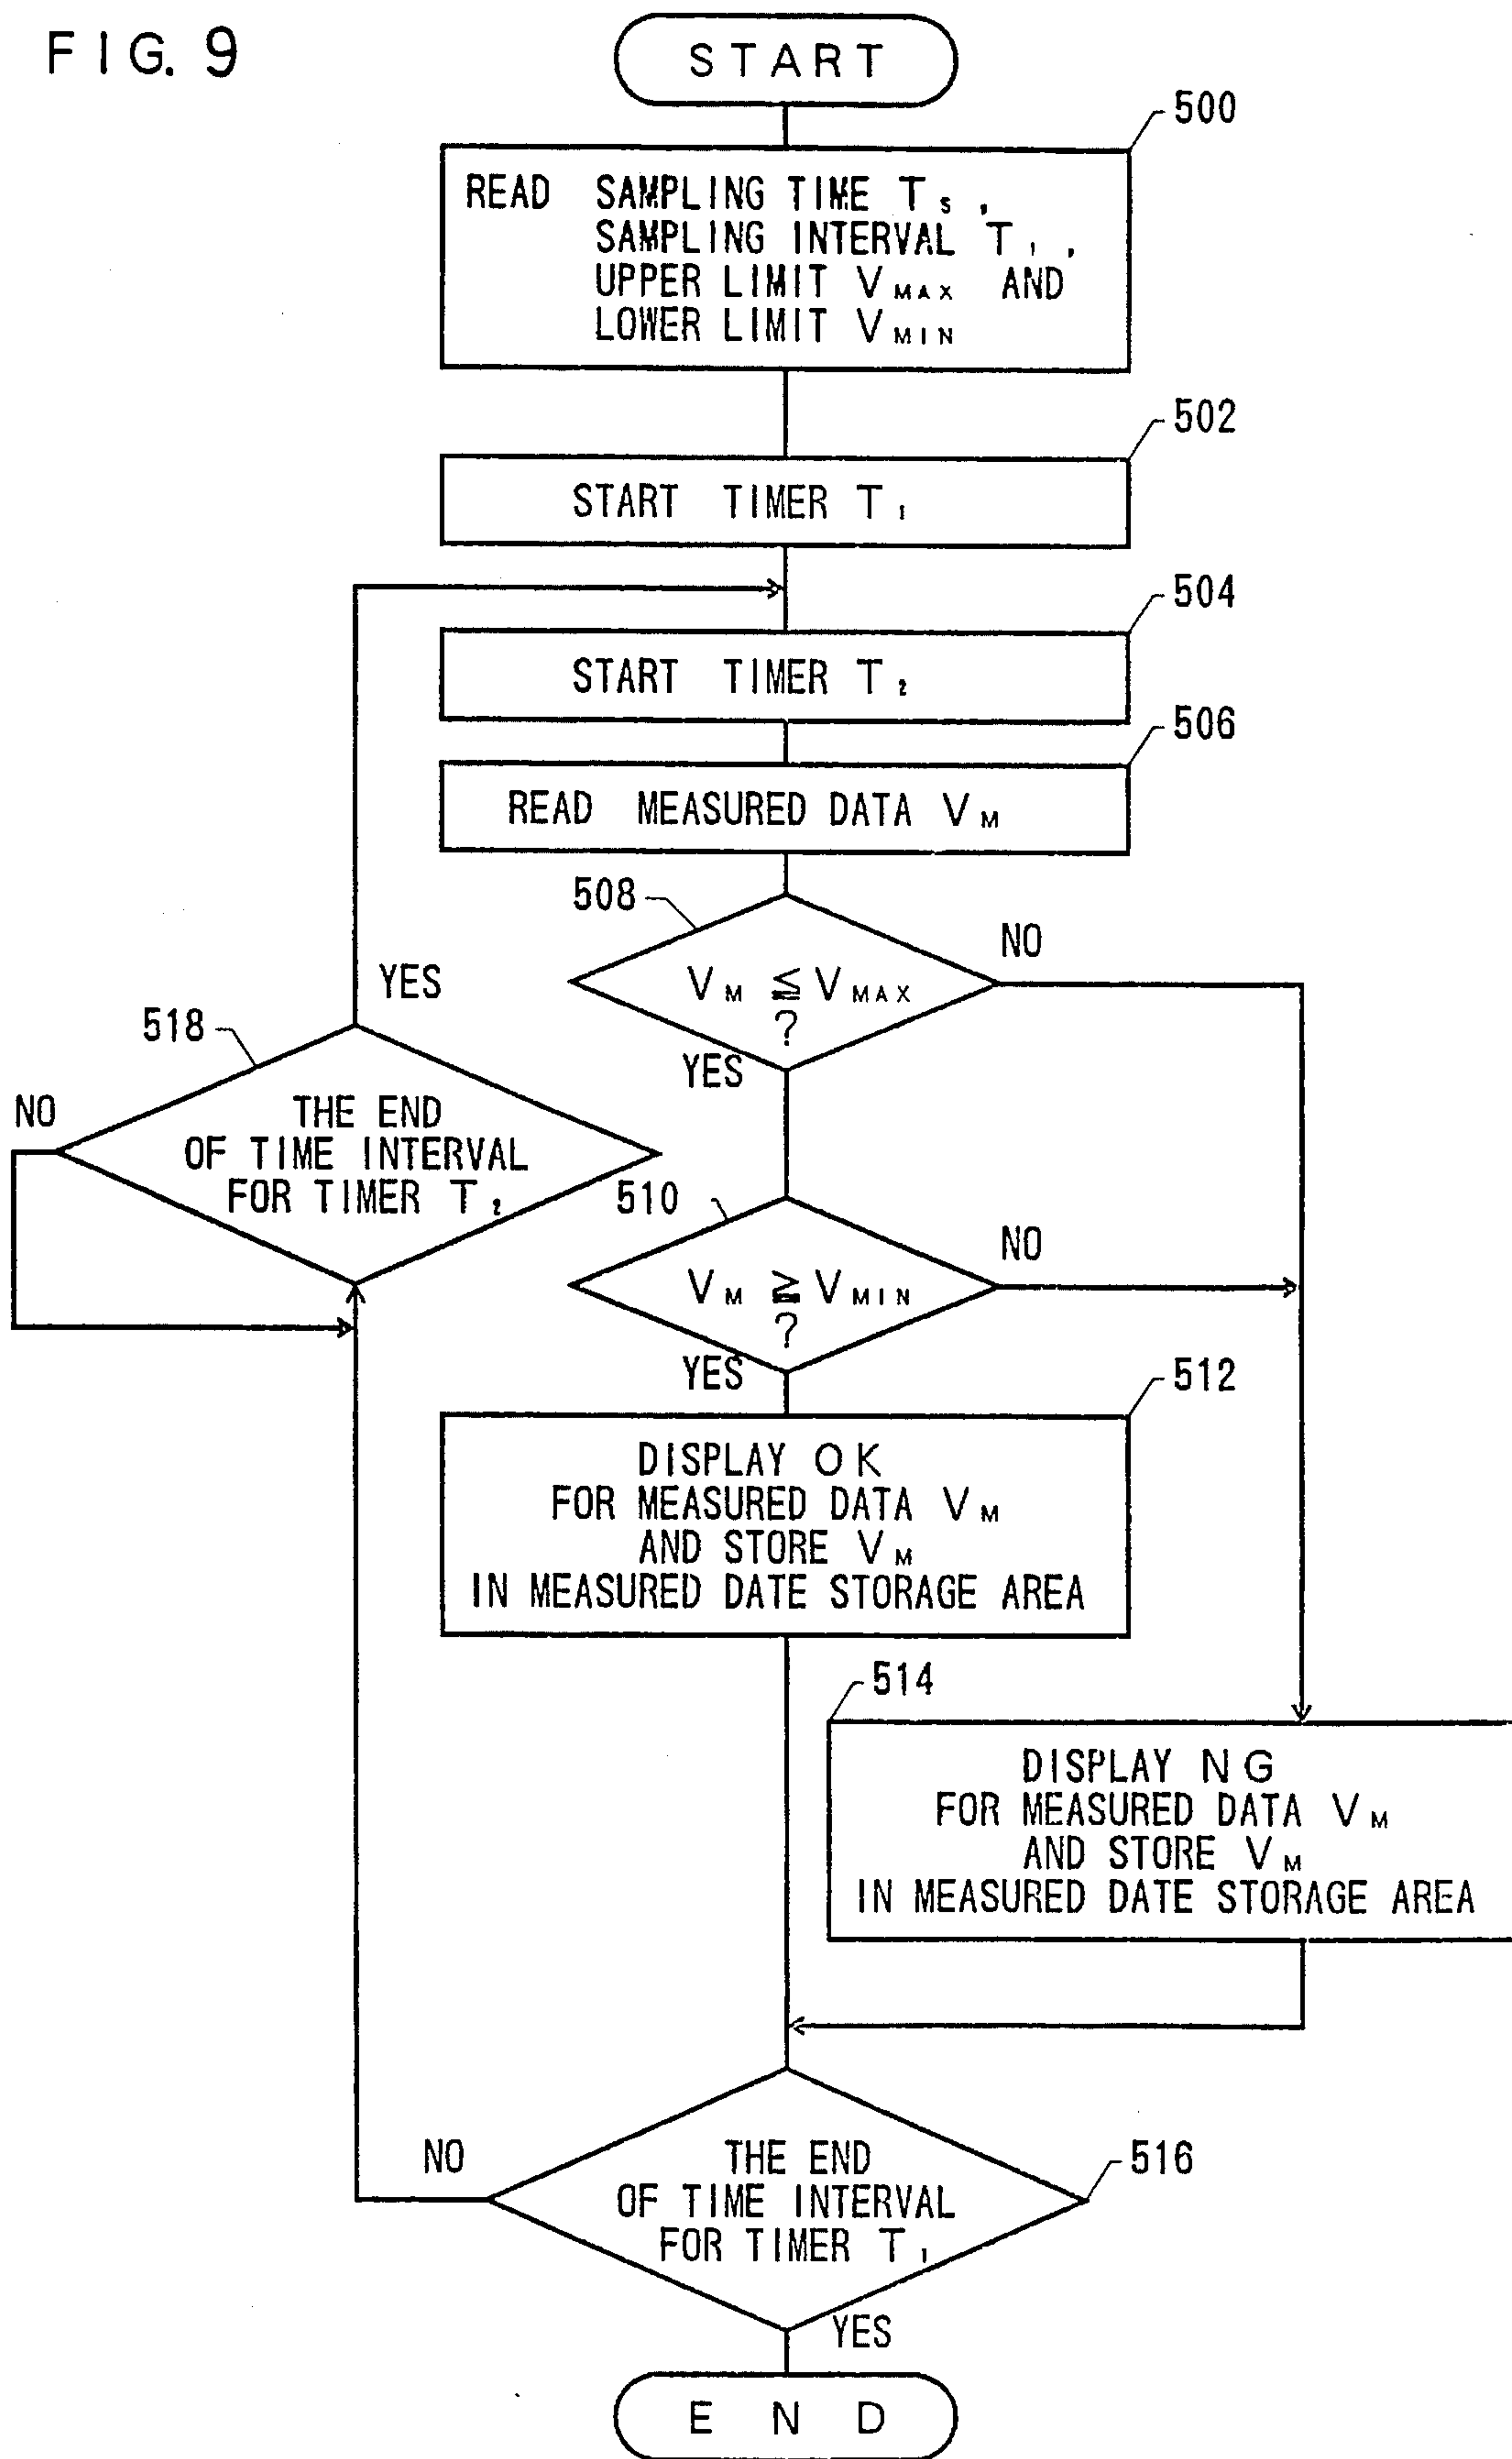 FIG. 9
START
500
READ SAMPLING TIME Ts,
SAMPLING INTERVAL T₁,
UPPER LIMIT VMAX AND
LOWER LIMIT VMIN
502
START TIMER T₁
504
START TIMER T₂
506
READ MEASURED DATA VM
508
VM ≦ VMAX
?
NO
YES
518
YES
NO
THE END
OF TIME INTERVAL
FOR TIMER T₂
510
VM ≧ VMIN
?
NO
YES
512
DISPLAY OK
FOR MEASURED DATA VM
AND STORE VM
IN MEASURED DATE STORAGE AREA
514
DISPLAY NG
FOR MEASURED DATA VM
AND STORE VM
IN MEASURED DATE STORAGE AREA
516
NO
THE END
OF TIME INTERVAL
FOR TIMER T₁
YES
END